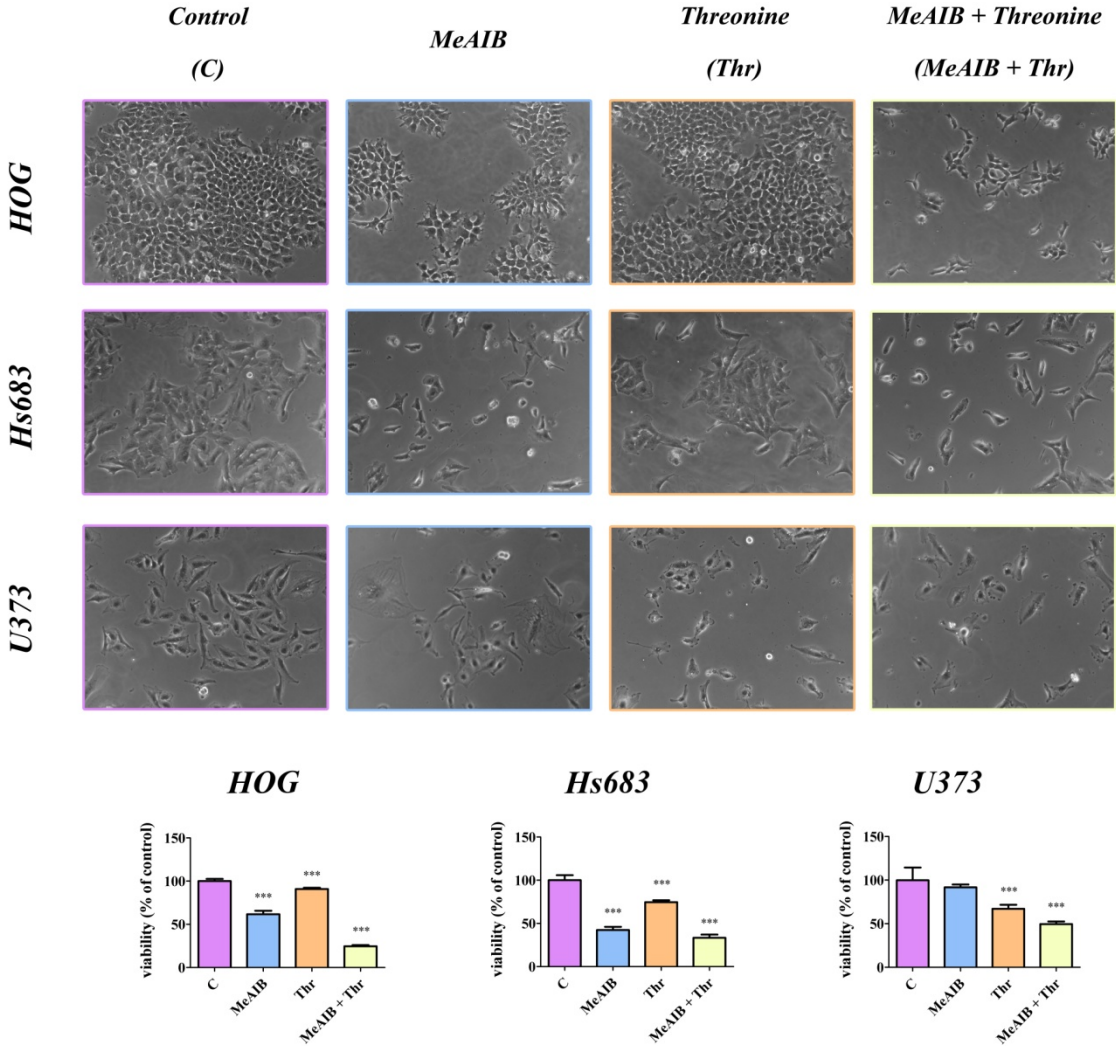 Control
(C)
MeAIB
Threonine
(Thr)
MeAIB + Threonine
(MeAIB + Thr)
HOG
Hs683
U373
HOG
viability (% of control)
150
100
50
0
***
***
***
C
MeAIB
Thr
MeAIB + Thr
Hs683
viability (% of control)
150
100
50
0
***
***
***
C
MeAIB
Thr
MeAIB + Thr
U373
viability (% of control)
150
100
50
0
***
***
C
MeAIB
Thr
MeAIB + Thr